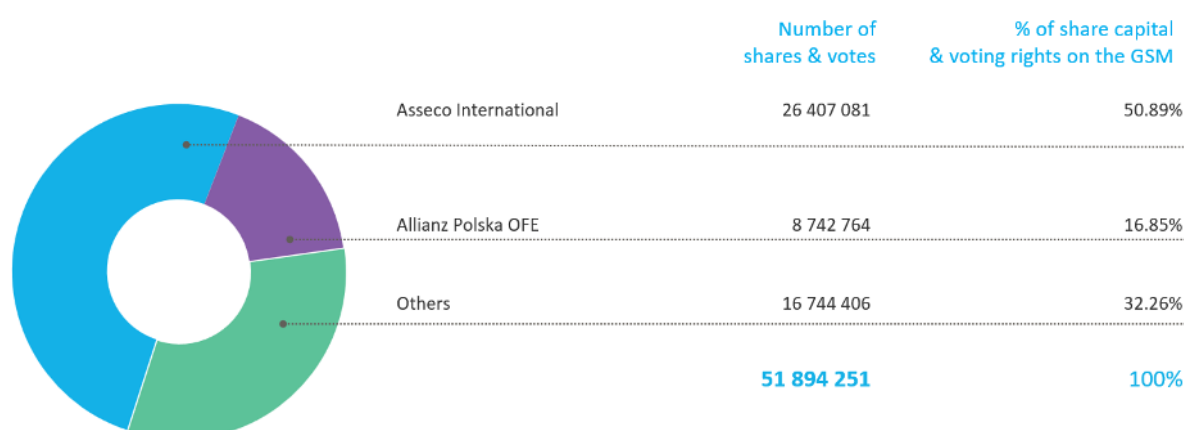 Number of shares & votes
% of share capital & voting rights on the GSM
Asseco International 26 407 081 50.89%
Allianz Polska OFE 8 742 764 16.85%
Others 16 744 406 32.26%
51 894 251 100%